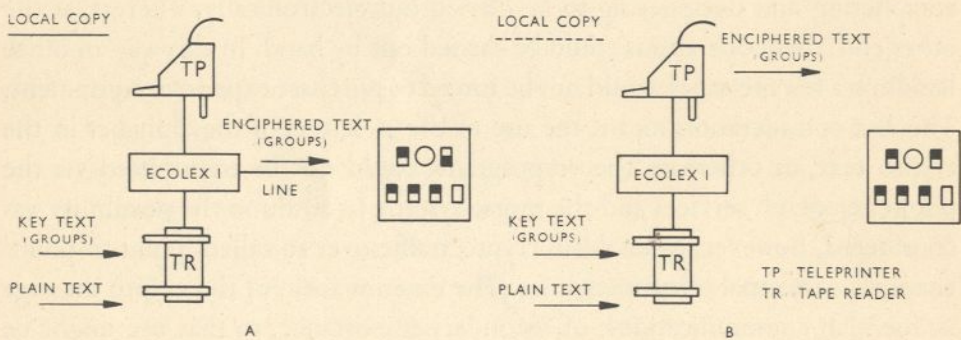 LOCAL COPY
TP
ENCIPHERED TEXT
(GROUPS)
ECOLEX I
LINE
KEY TEXT
(GROUPS)
TR
PLAIN TEXT
A
LOCAL COPY
TP
ENCIPHERED TEXT
(GROUPS)
ECOLEX I
KEY TEXT
(GROUPS)
TR
PLAIN TEXT
TP TELEPRINTER
TR TAPE READER
B